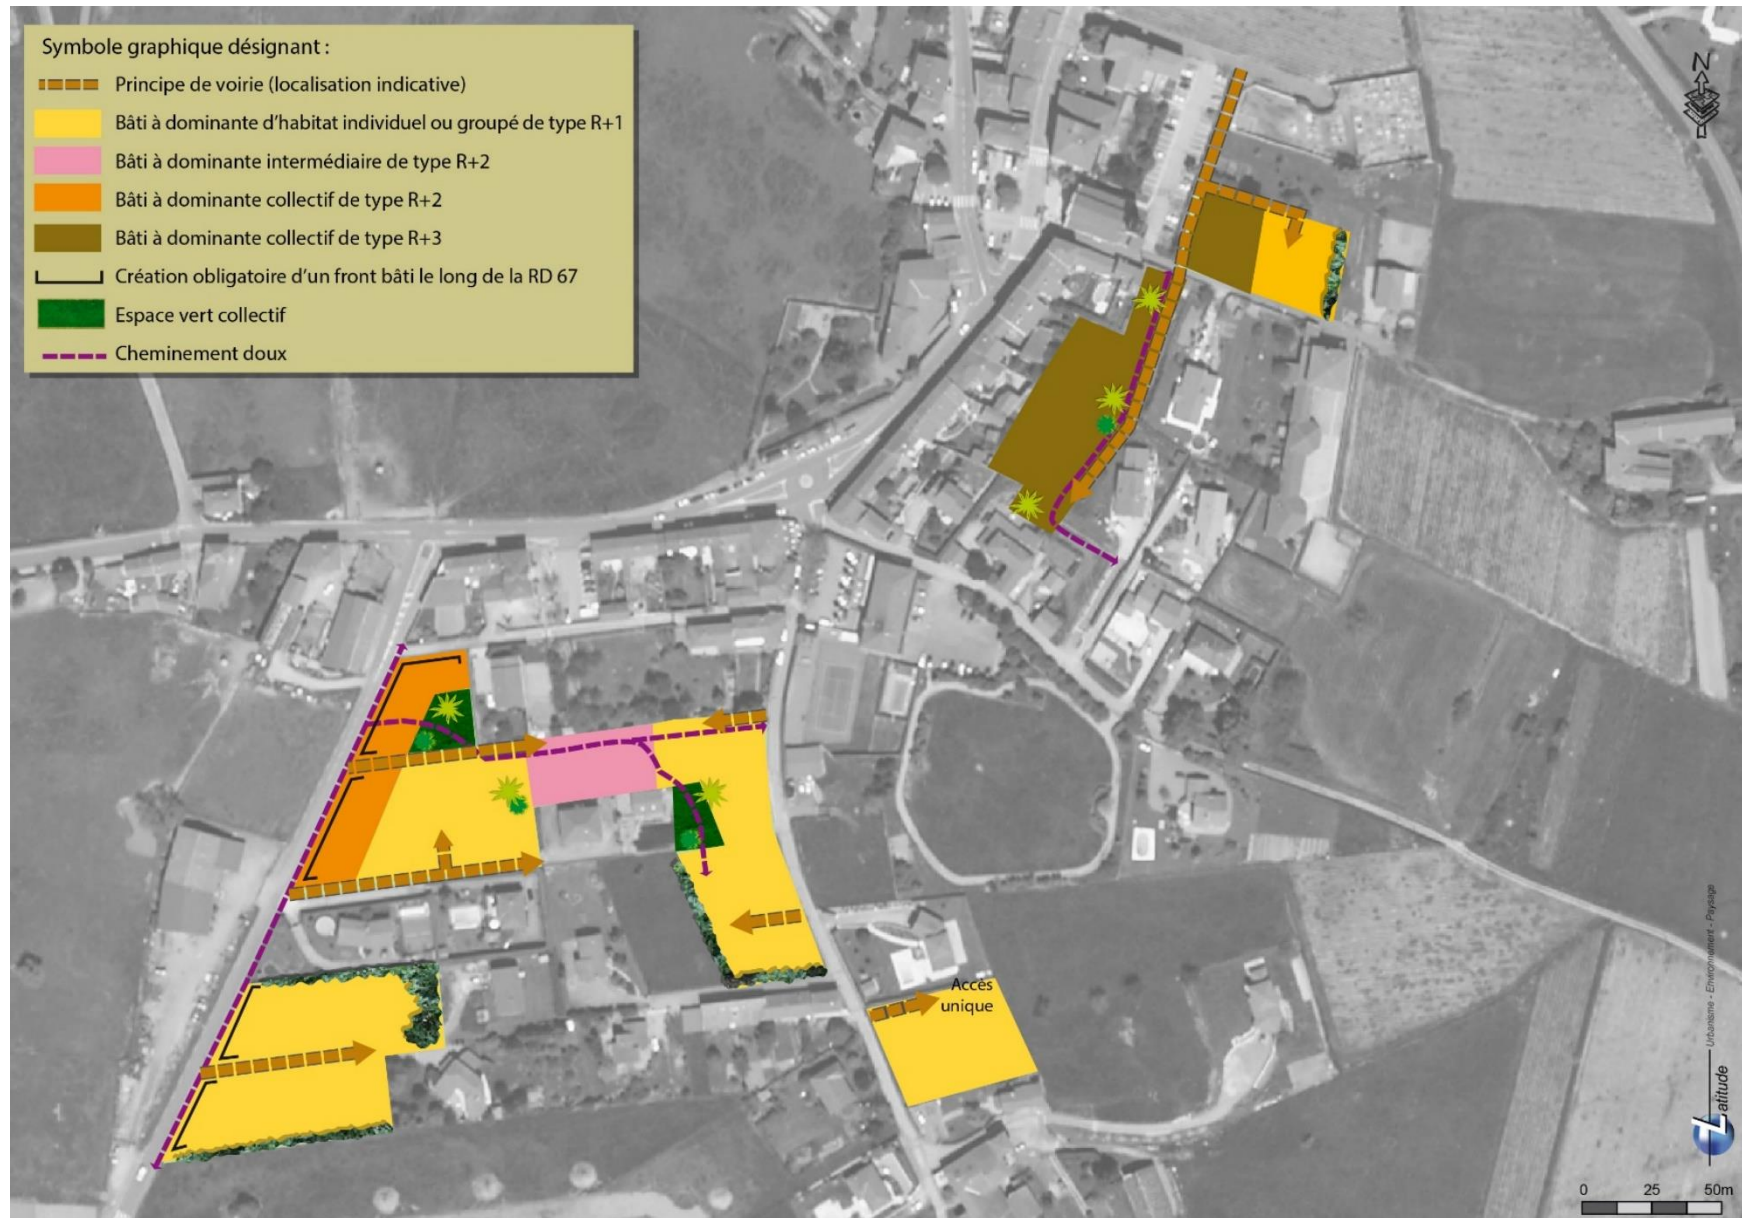 Symbole graphique désignant :
Principe de voirie (localisation indicative)
Bâti à dominante d'habitat individuel ou groupé de type R+1
Bâti à dominante intermédiaire de type R+2
Bâti à dominante collectif de type R+2
Bâti à dominante collectif de type R+3
Création obligatoire d'un front bâti le long de la RD 67
Espace vert collectif
Cheminement doux
N
Accès
unique
Latitude
Urbanisme - Environnement - Paysage
0 25 50m